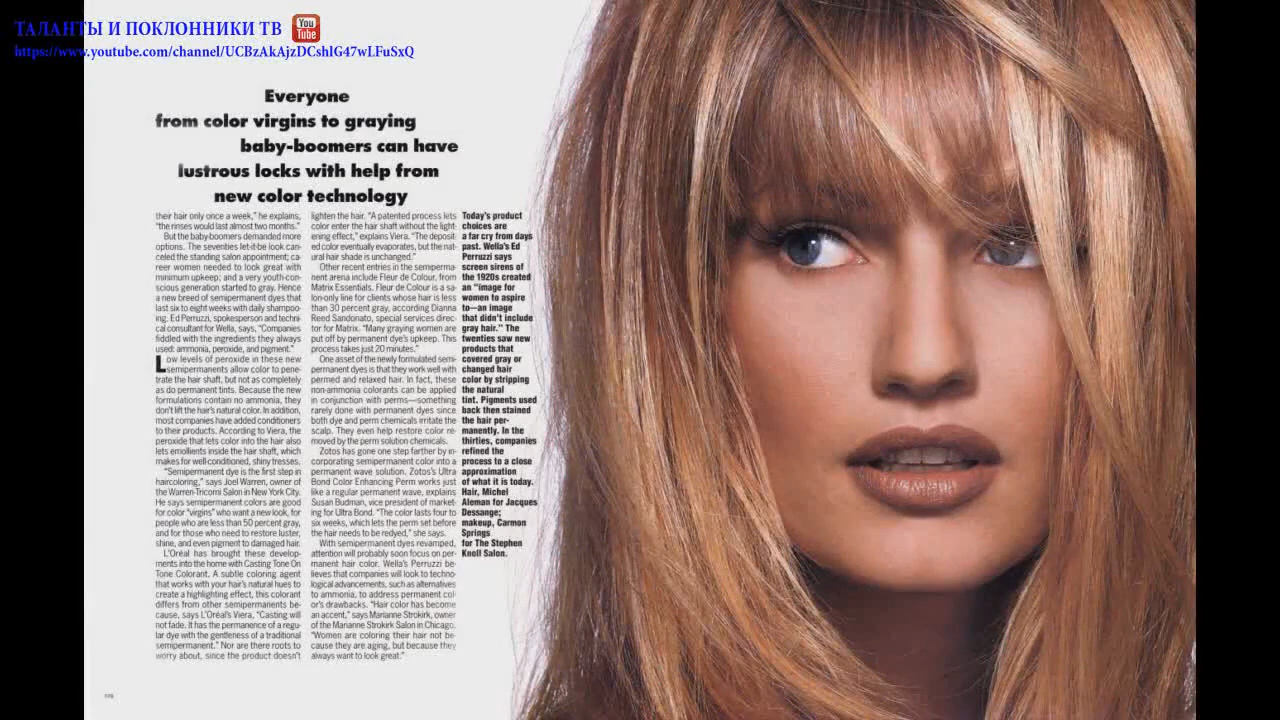 ТАЛАНТЫ И ПОКЛОННИКИ ТВ
You
Tube
https://www.youtube.com/channel/UCBzAkAjzDCshlG47wLFuSxQ
Everyone
from color virgins to graying
baby-boomers can have
lustrous locks with help from
new color technology
their hair only once a week," he explains,
"the rinses would last almost two months."
But the baby-boomers demanded more
options. The seventies let-it-be look can-
celed the standing salon appointment; ca-
reer women needed to look great with
minimum upkeep; and a very youth-con-
scious generation started to gray. Hence
a new breed of semipermanent dyes that
last six to eight weeks with daily shampoo-
ing. Ed Perruzzi, spokesperson and techni-
cal consultant for Wella, says, "Companies
fiddled with the ingredients they always
used: ammonia, peroxide, and pigment."
Low levels of peroxide in these new
semipermanents allow color to pene-
trate the hair shaft, but not as completely
as do permanent tints. Because the new
formulations contain no ammonia, they
don't lift the hair's natural color. In addition,
most companies have added conditioners
to their products. According to Viera, the
peroxide that lets color into the hair also
lets emollients inside the hair shaft, which
makes for well-conditioned, shiny tresses.
"Semipermanent dye is the first step in
haircoloring," says Joel Warren, owner of
the Warren-Tricomi Salon in New York City.
He says semipermanent colors are good
for color "virgins" who want a new look, for
people who are less than 50 percent gray,
and for those who need to restore luster,
shine, and even pigment to damaged hair.
L'Oréal has brought these develop-
ments into the home with Casting Tone On
Tone Colorant. A subtle coloring agent
that works with your hair's natural hues to
create a highlighting effect, this colorant
differs from other semipermanents be-
cause, says L'Oréal's Viera, "Casting will
not fade. It has the permanence of a regu-
lar dye with the gentleness of a traditional
semipermanent." Nor are there roots to
worry about, since the product doesn't
lighten the hair. "A patented process lets
color enter the hair shaft without the light-
ening effect," explains Viera. "The deposit-
ed color eventually evaporates, but the nat-
ural hair shade is unchanged."
Other recent entries in the semiperma-
nent arena include Fleur de Colour, from
Matrix Essentials. Fleur de Colour is a sa-
lon-only line for clients whose hair is less
than 30 percent gray, according Dianna
Reed Sandonato, special services direc-
tor for Matrix. "Many graying women are
put off by permanent dye's upkeep. This
process takes just 20 minutes."
One asset of the newly formulated semi-
permanent dyes is that they work well with
permed and relaxed hair. In fact, these
non-ammonia colorants can be applied
in conjunction with perms—something
rarely done with permanent dyes since
both dye and perm chemicals irritate the
scalp. They even help restore color re-
moved by the perm solution chemicals.
Zotos has gone one step farther by in-
corporating semipermanent color into a
permanent wave solution. Zotos's Ultra
Bond Color Enhancing Perm works just
like a regular permanent wave, explains
Susan Budman, vice president of market-
ing for Ultra Bond. "The color lasts four to
six weeks, which lets the perm set before
the hair needs to be redyed," she says.
With semipermanent dyes revamped,
attention will probably soon focus on per-
manent hair color. Wella's Perruzzi be-
lieves that companies will look to techno-
logical advancements, such as alternatives
to ammonia, to address permanent col-
or's drawbacks. "Hair color has become
an accent," says Marianne Strokirk, owner
of the Marianne Strokirk Salon in Chicago.
"Women are coloring their hair not be-
cause they are aging, but because they
always want to look great."
Today's product
choices are
a far cry from days
past. Wella's Ed
Perruzzi says
screen sirens of
the 1920s created
an "image for
women to aspire
to—an image
that didn't include
gray hair." The
twenties saw new
products that
covered gray or
changed hair
color by stripping
the natural
tint. Pigments used
back then stained
the hair per-
manently. In the
thirties, companies
refined the
process to a close
approximation
of what it is today.
Hair, Michel
Aleman for Jacques
Dessange;
makeup, Carmon
Springs
for The Stephen
Knoll Salon.